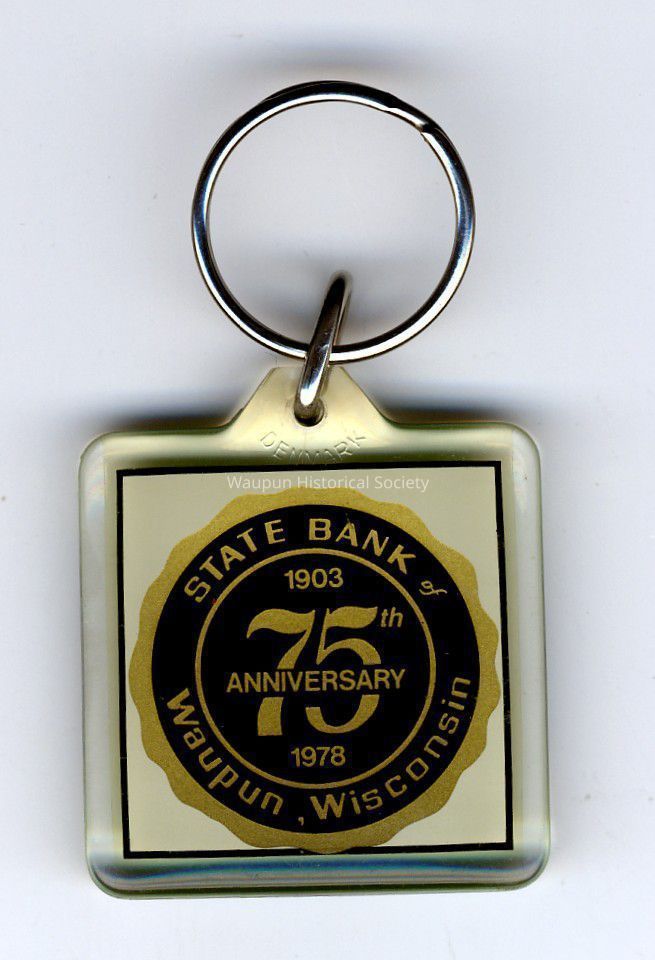 DENMARK
Waupun Historical Society
STATE BANK of
1903
75th
ANNIVERSARY
1978
Waupun, Wisconsin